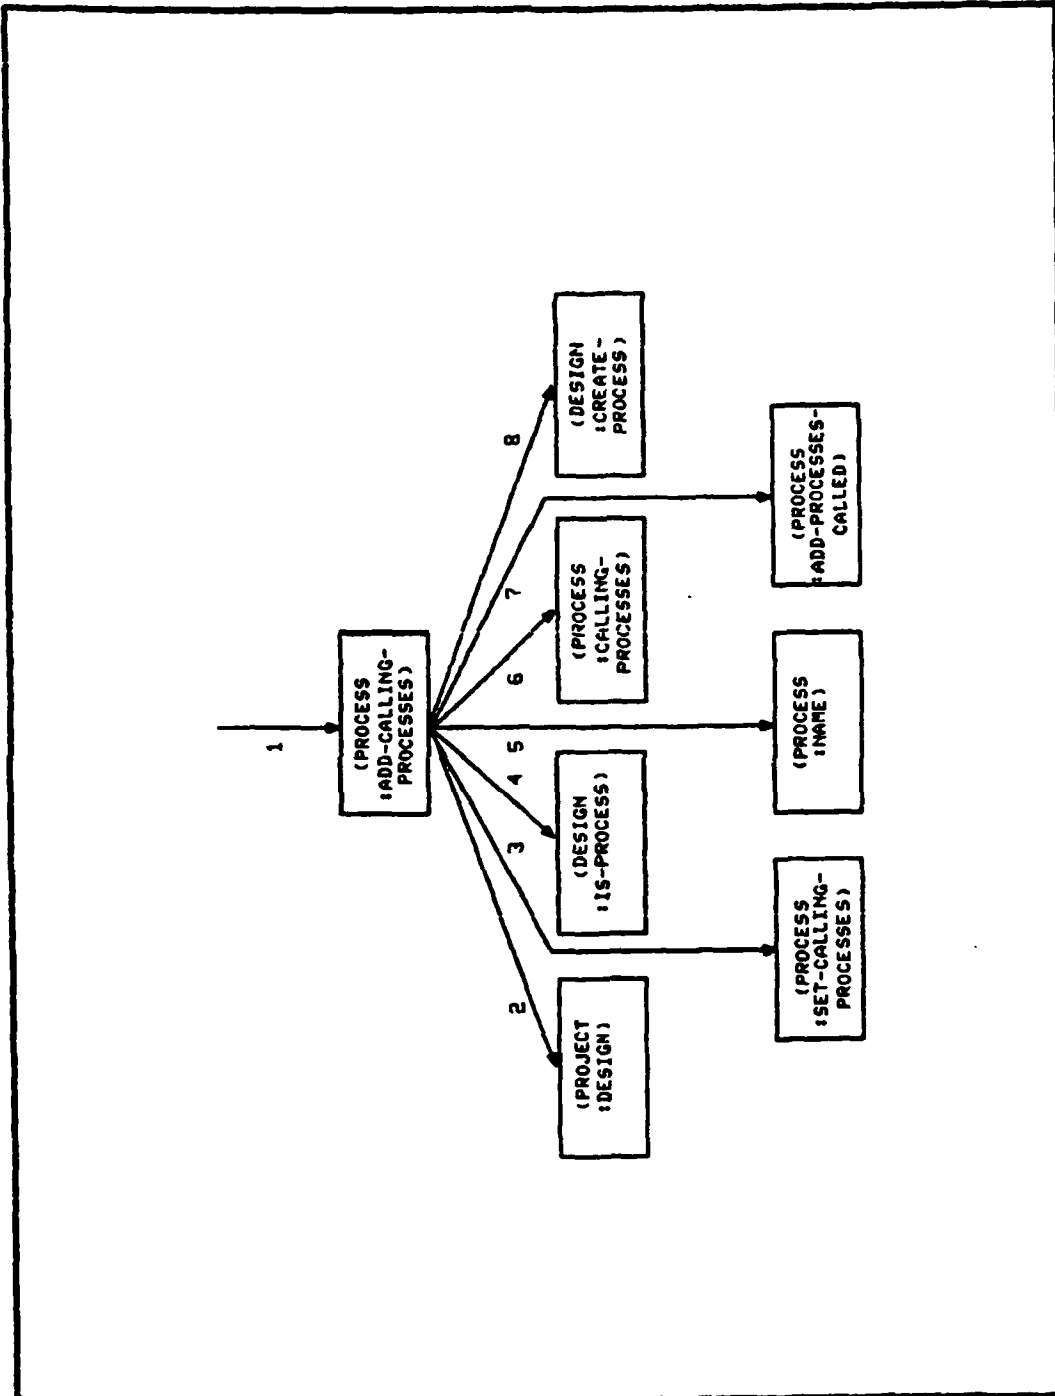 1
(PROCESS
:ADD-CALLING-
PROCESSES)
2
3
4
5
6
7
8
(PROJECT
:DESIGN)
(DESIGN
:IS-PROCESS)
(PROCESS
:CALLING-
PROCESSES)
(DESIGN
:CREATE-
PROCESS)
(PROCESS
:SET-CALLING-
PROCESSES)
(PROCESS
:NAME)
(PROCESS
:ADD-PROCESSES-
CALLED)